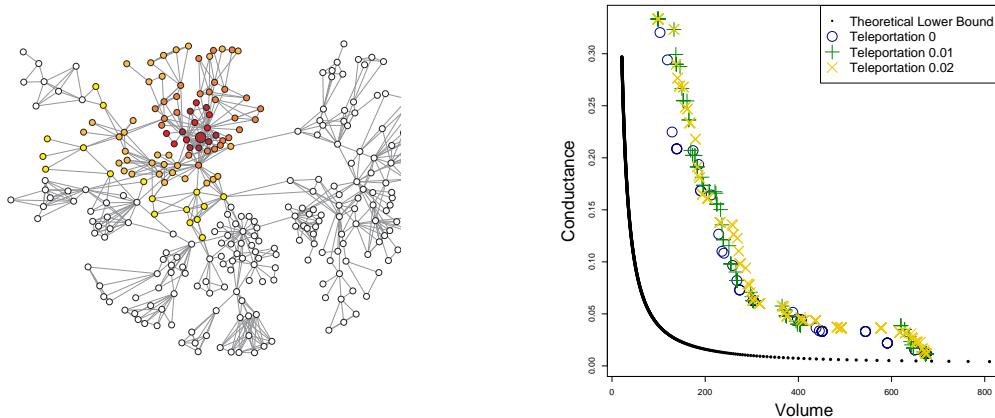 Theoretical Lower Bound
Teleportation 0
Teleportation 0.01
Teleportation 0.02
0.30
0.25
0.20
0.15
0.10
0.05
0.00
Conductance
0 200 400 600 800
Volume